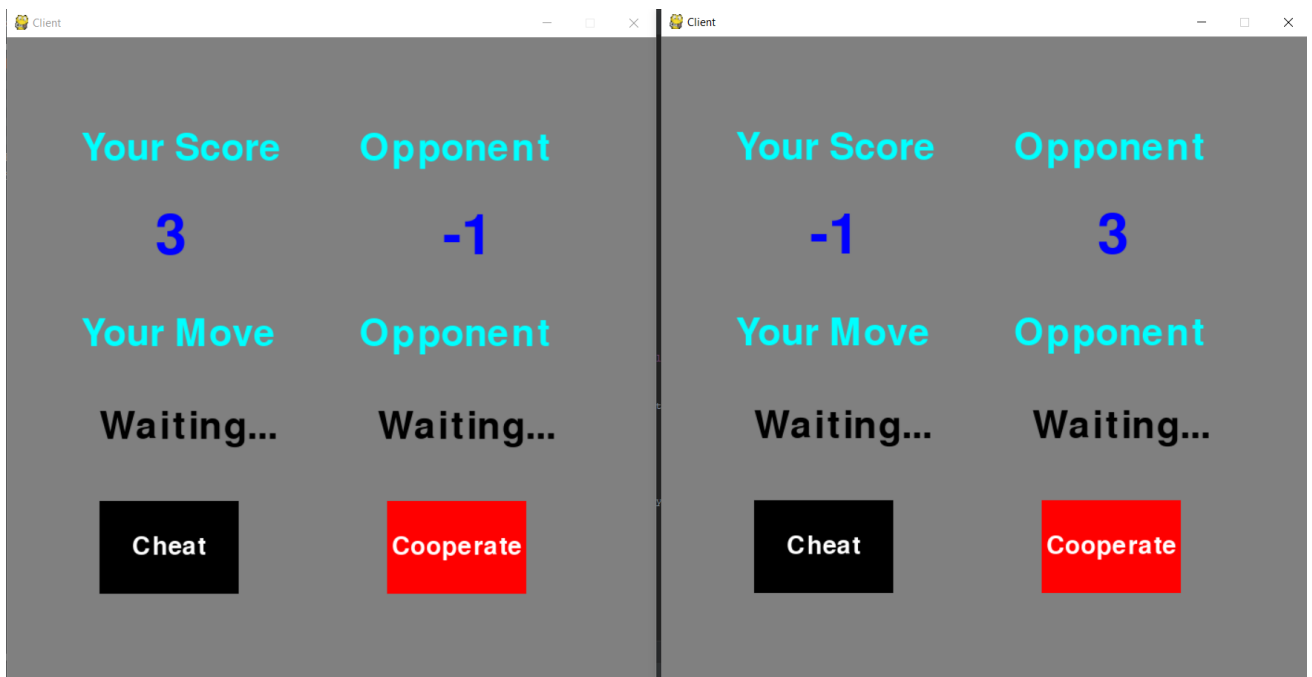 Client
Your Score Opponent
3 -1
Your Move Opponent
Waiting... Waiting...
Cheat Cooperate
Client
Your Score Opponent
-1 3
Your Move Opponent
Waiting... Waiting...
Cheat Cooperate